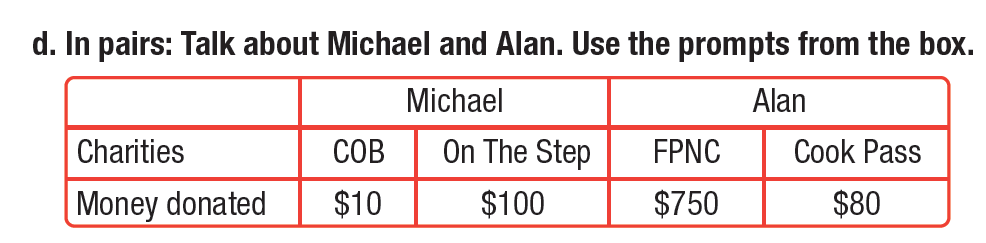 d. In pairs: Talk about Michael and Alan. Use the prompts from the box.
Michael Alan
Charities COB On The Step FPNC Cook Pass
Money donated $10 $100 $750 $80